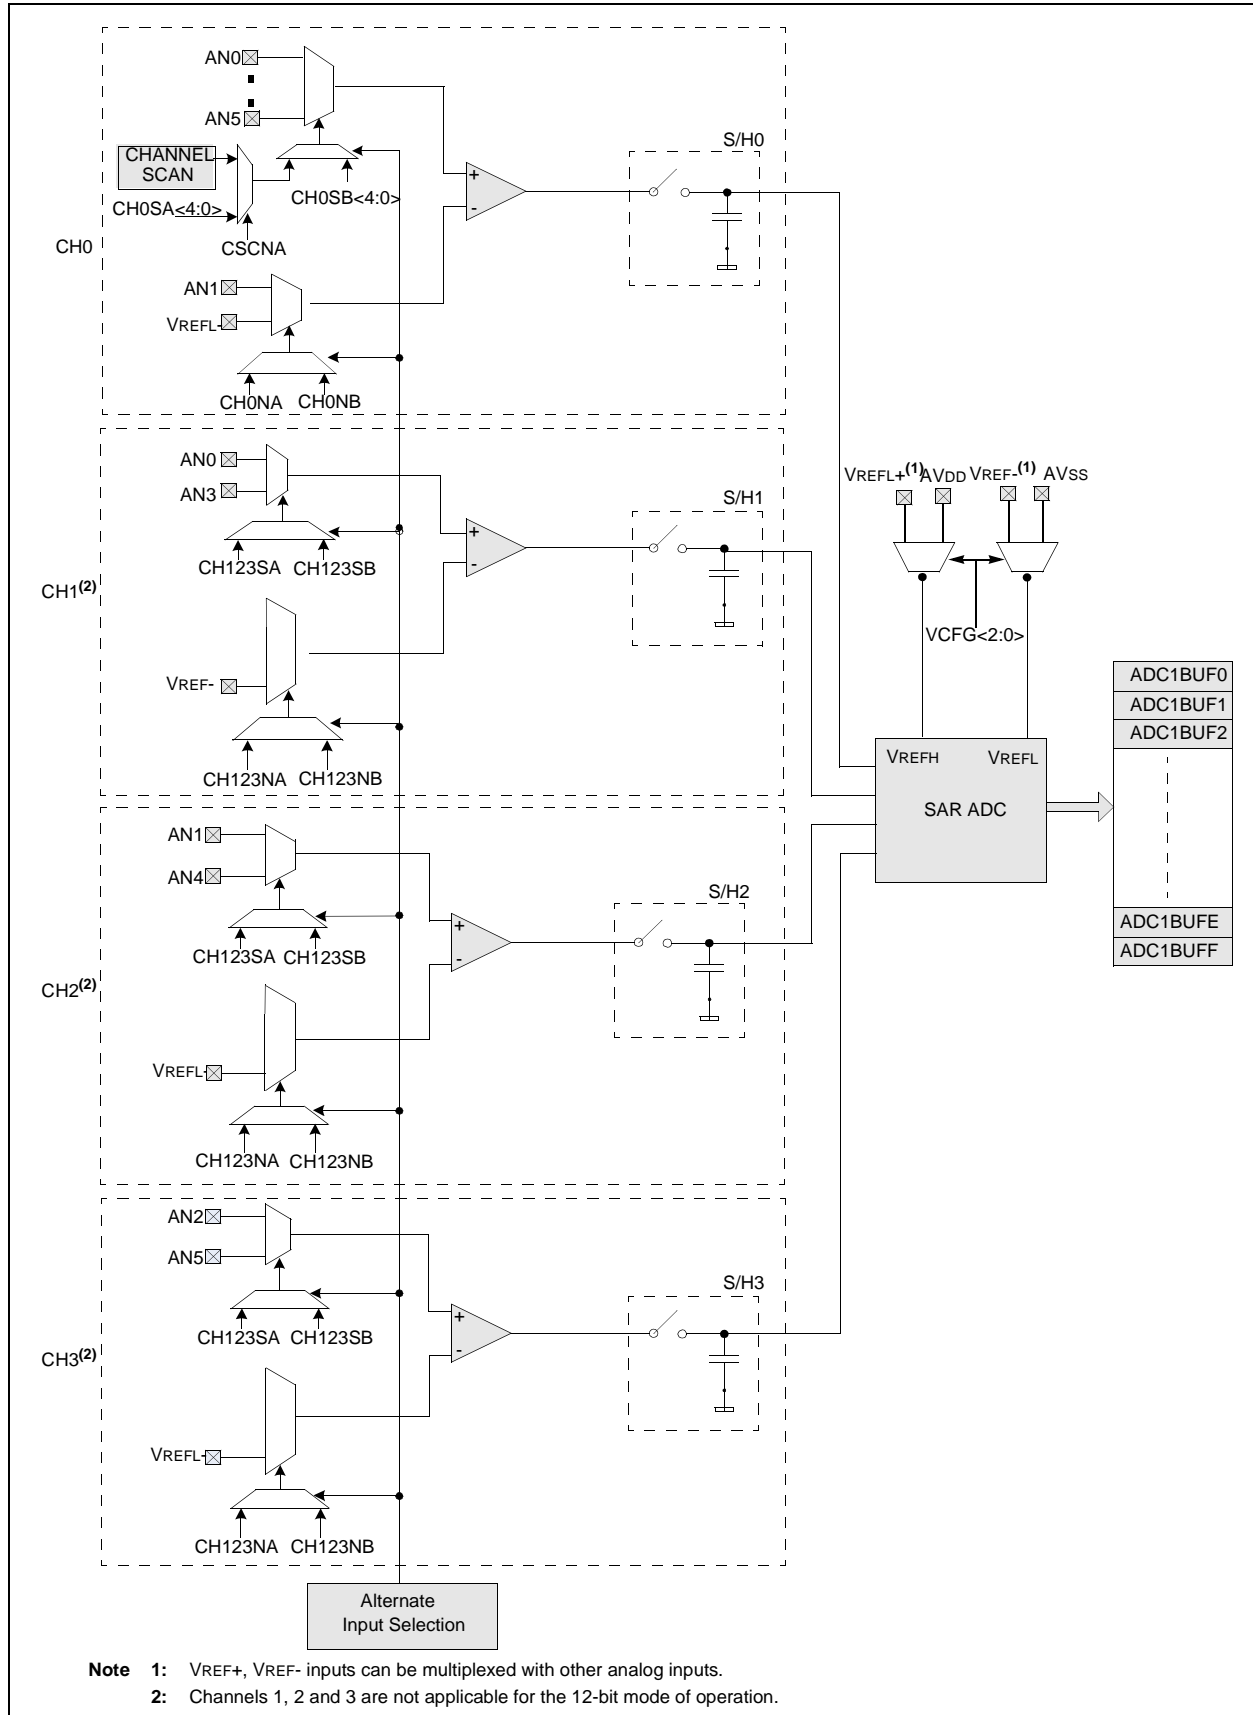 AN0
AN5
CHANNEL
SCAN
CH0SA<4:0>
CH0SB<4:0>
CSCNA
CH0
AN1
VREFL-
CH0NA CH0NB
+
-
S/H0
AN0
AN3
CH123SA CH123SB
CH1(2)
VREF-
CH123NA CH123NB
+
-
S/H1
AN1
AN4
CH123SA CH123SB
CH2(2)
VREFL-
CH123NA CH123NB
+
-
S/H2
AN2
AN5
CH123SA CH123SB
CH3(2)
VREFL-
CH123NA CH123NB
+
-
S/H3
Alternate
Input Selection
VREFL+(1) AVDD VREF-(1) AVSS
VCFG<2:0>
VREFH VREFL
SAR ADC
ADC1BUF0
ADC1BUF1
ADC1BUF2
ADC1BUFE
ADC1BUFF
Note 1: VREF+, VREF- inputs can be multiplexed with other analog inputs.
2: Channels 1, 2 and 3 are not applicable for the 12-bit mode of operation.